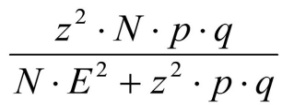 z² · N · p · q
N · E² + z² · p · q